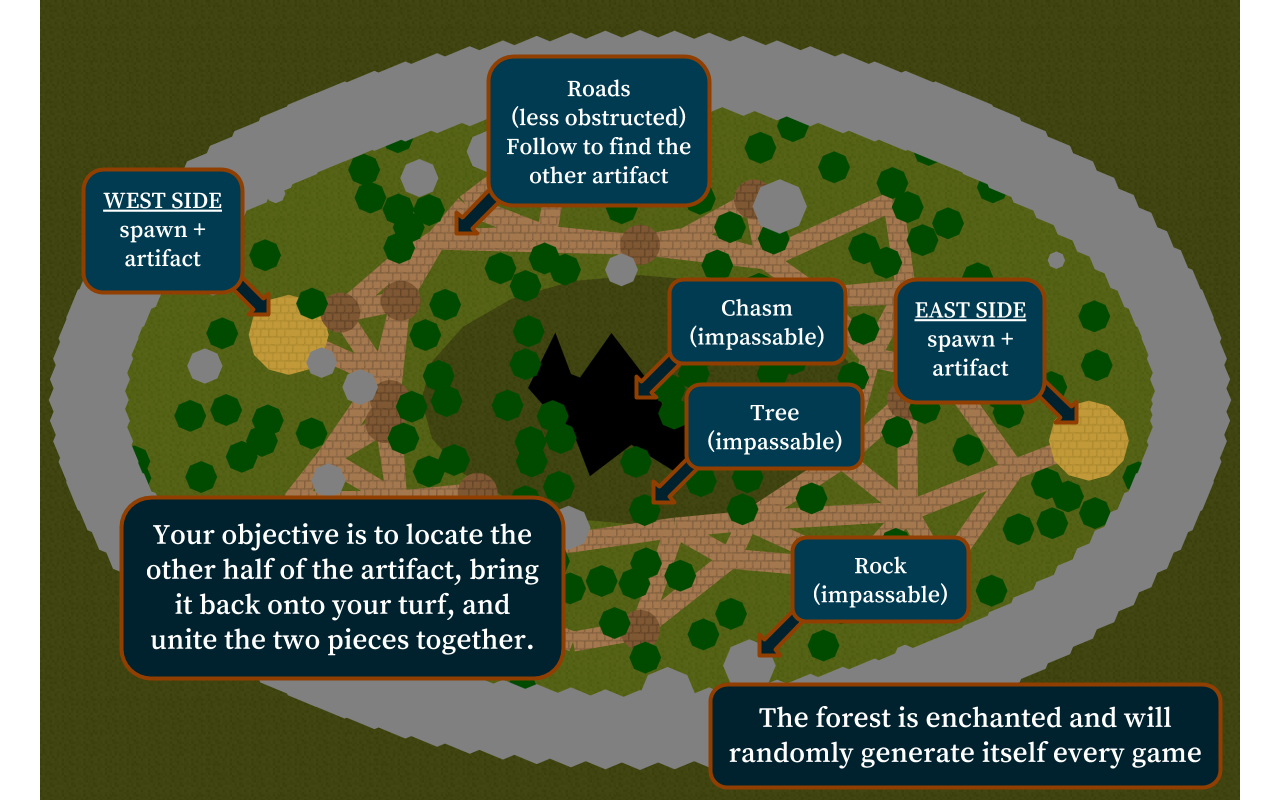 Roads
(less obstructed)
Follow to find the
other artifact
WEST SIDE
spawn +
artifact
Chasm
(impassable)
EAST SIDE
spawn +
artifact
Tree
(impassable)
Your objective is to locate the
other half of the artifact, bring
it back onto your turf, and
unite the two pieces together.
Rock
(impassable)
The forest is enchanted and will
randomly generate itself every game